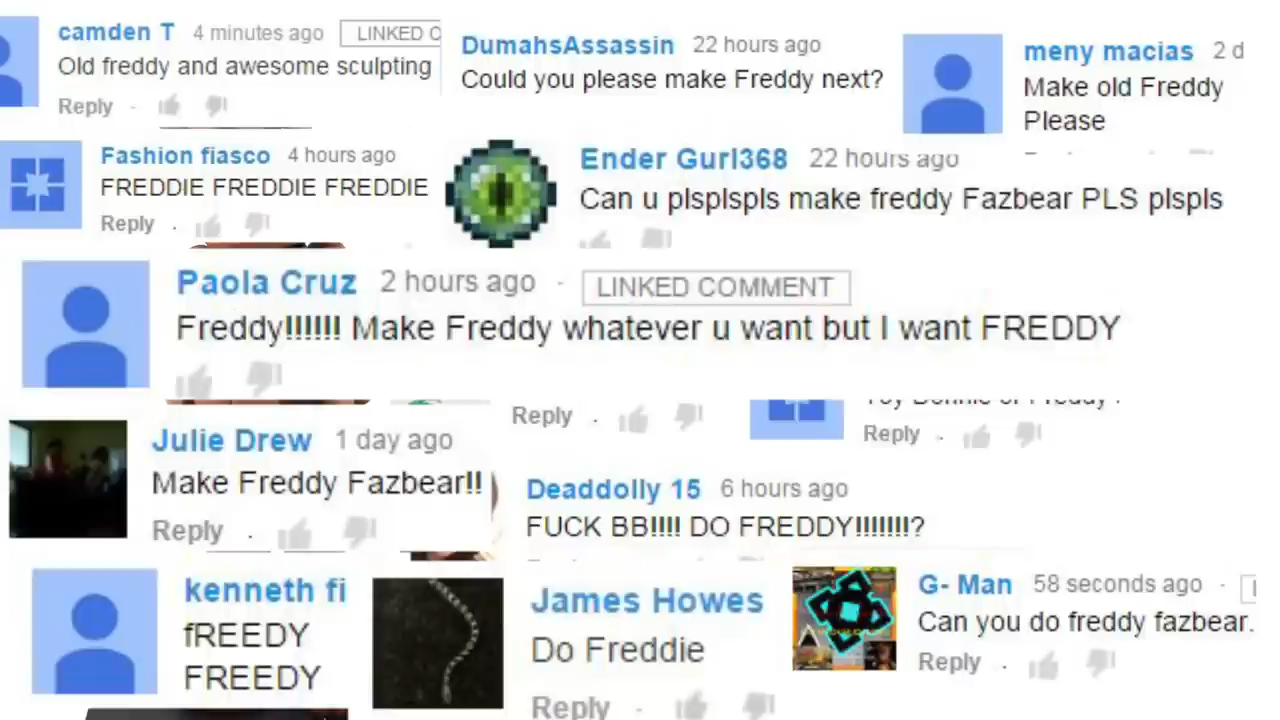 camden T 4 minutes ago LINKED C
Old freddy and awesome sculpting
Reply
DumahsAssassin 22 hours ago
Could you please make Freddy next?
meny macias 2 d
Make old Freddy
Please
Fashion fiasco 4 hours ago
FREDDIE FREDDIE FREDDIE
Reply
Ender Gurl368 22 hours ago
Can u plsplspls make freddy Fazbear PLS plspls
Paola Cruz 2 hours ago · LINKED COMMENT
Freddy!!!!!! Make Freddy whatever u want but I want FREDDY
Reply
Toy Bonnie or Freddy
Reply
Julie Drew 1 day ago
Make Freddy Fazbear!!
Reply
Deaddolly 15 6 hours ago
FUCK BB!!!! DO FREDDY!!!!!!!?
kenneth fi
fREEDY
FREEDY
James Howes
Do Freddie
Reply
G- Man 58 seconds ago
Can you do freddy fazbear.
Reply